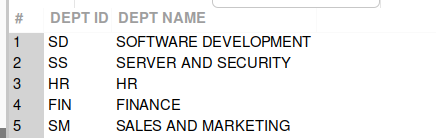 # DEPT ID DEPT NAME
1 SD SOFTWARE DEVELOPMENT
2 SS SERVER AND SECURITY
3 HR HR
4 FIN FINANCE
5 SM SALES AND MARKETING